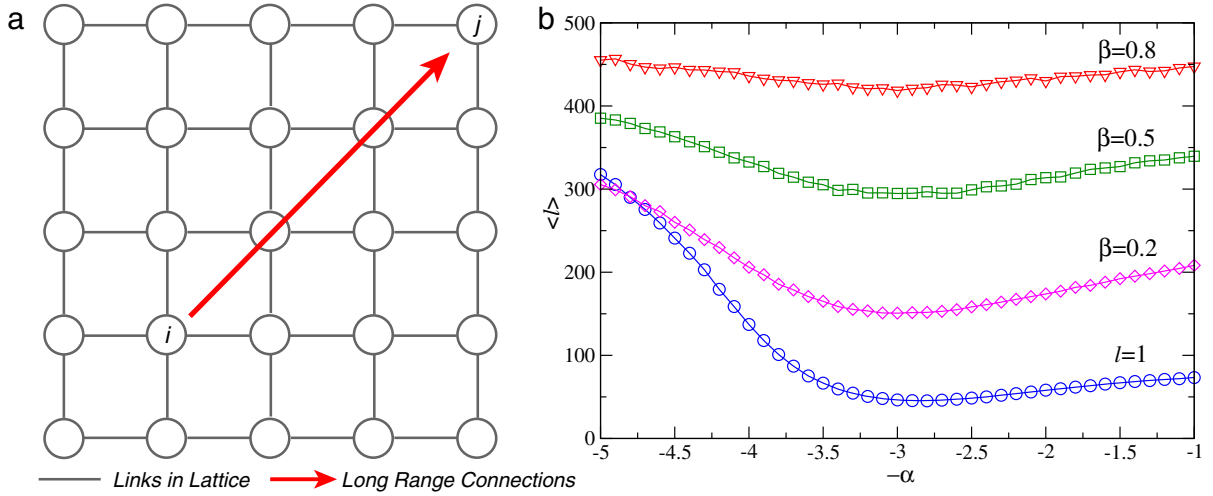 a
j
i
Links in Lattice
Long Range Connections
b
500
400
300
200
100
0
<l>
β=0.8
β=0.5
β=0.2
l=1
-5 -4.5 -4 -3.5 -3 -2.5 -2 -1.5 -1
−α